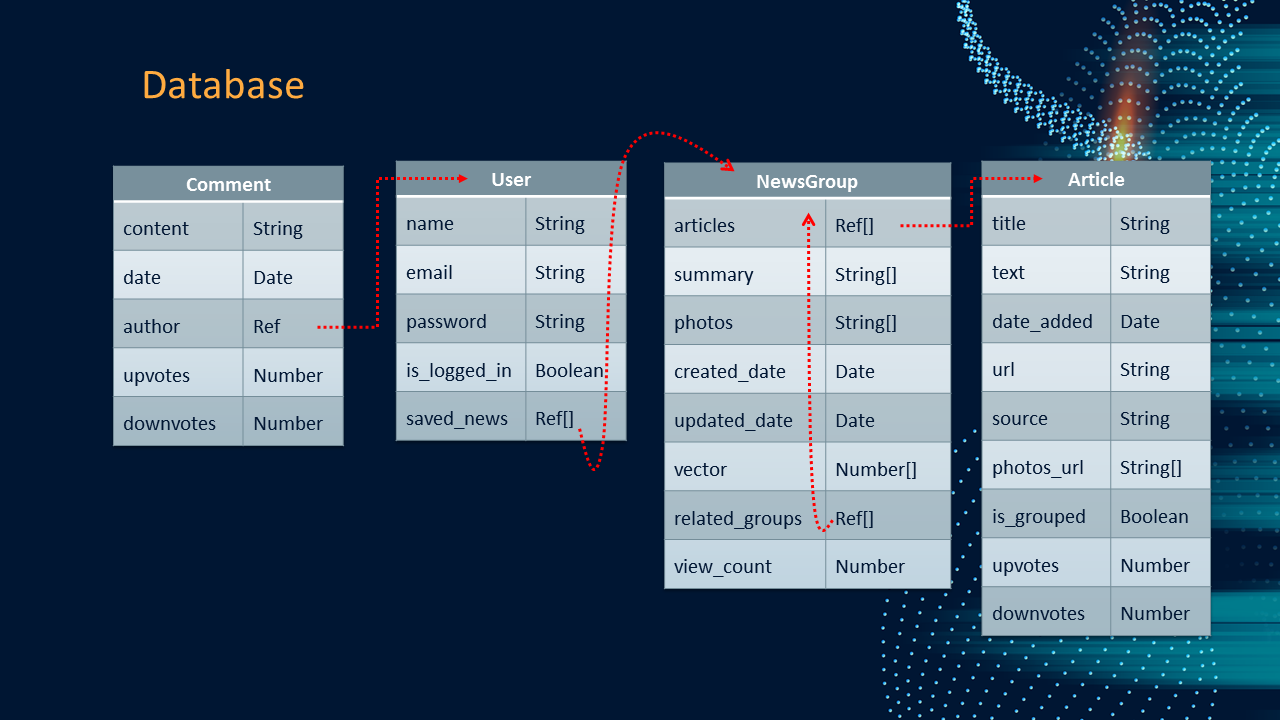 Database
Comment
content String
date Date
author Ref
upvotes Number
downvotes Number
User
name String
email String
password String
is_logged_in Boolean
saved_news Ref[]
NewsGroup
articles Ref[]
summary String[]
photos String[]
created_date Date
updated_date Date
vector Number[]
related_groups Ref[]
view_count Number
Article
title String
text String
date_added Date
url String
source String
photos_url String[]
is_grouped Boolean
upvotes Number
downvotes Number